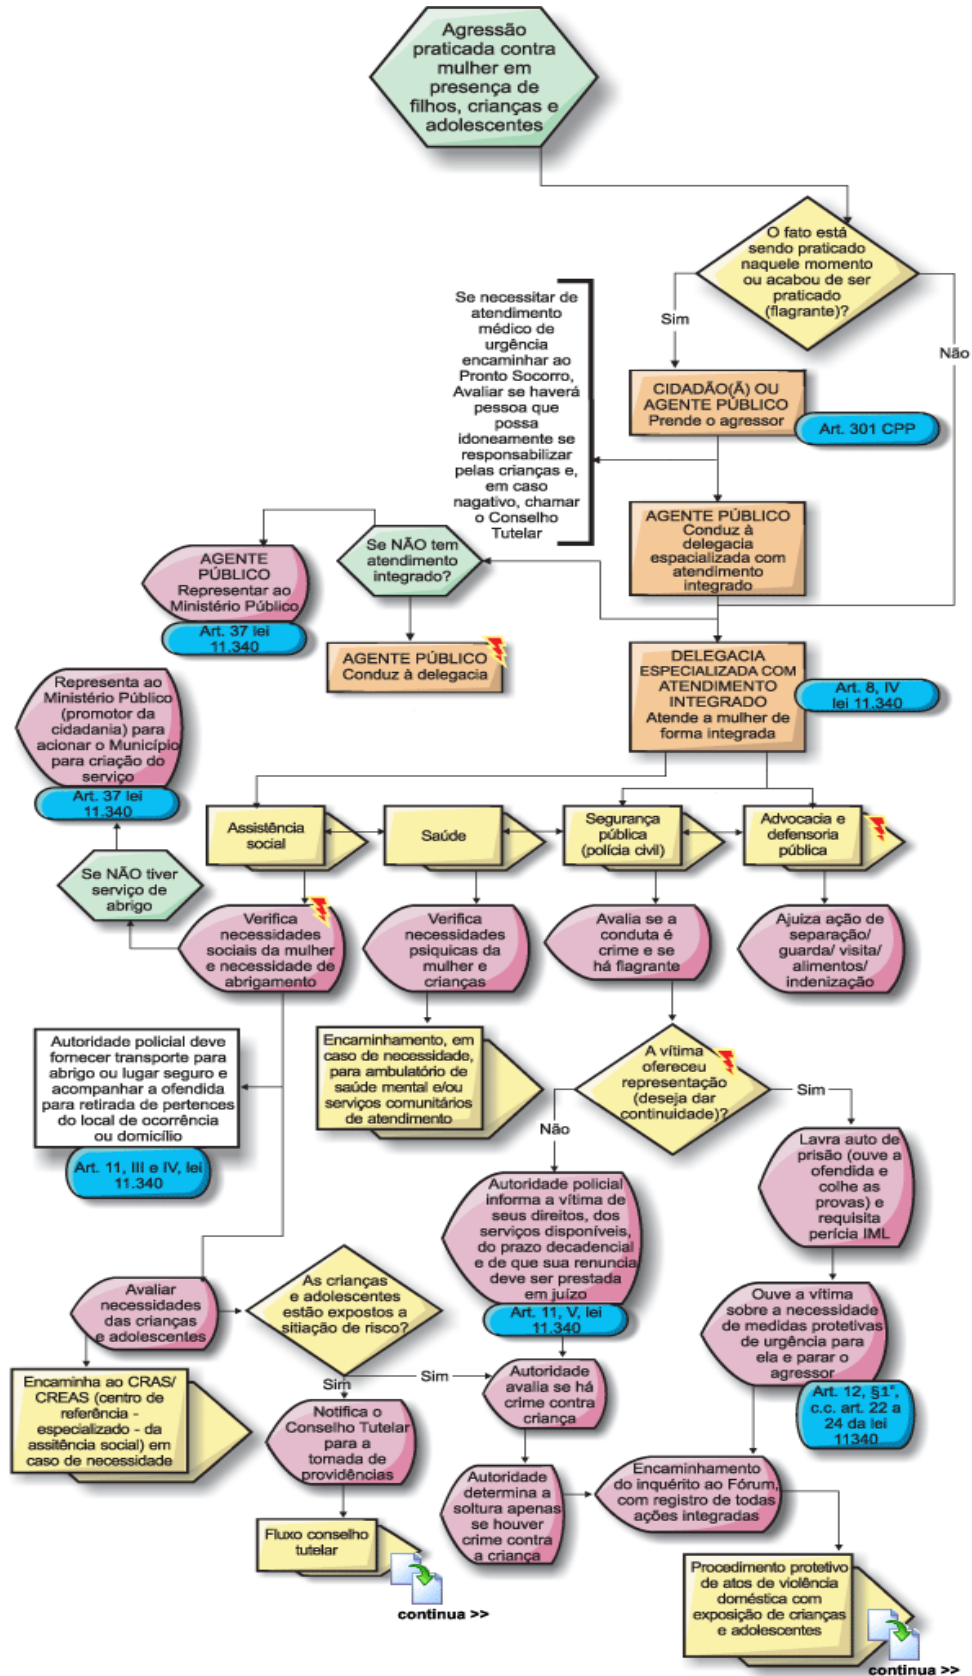 Agressão
praticada contra
mulher em
presença de
filhos, crianças e
adolescentes
O fato está
sendo praticado
naquele momento
ou acabou de ser
praticado
(flagrante)?
Sim
Não
Se necessitar de
atendimento
médico de
urgência
encaminhar ao
Pronto Socorro,
Avaliar se haverá
pessoa que
possa
idoneamente se
responsabilizar
pelas crianças e,
em caso
nagativo, chamar
o Conselho
Tutelar
CIDADÃO(Ã) OU
AGENTE PÚBLICO
Prende o agressor
Art. 301 CPP
AGENTE PÚBLICO
Conduz à
delegacia
espacializada com
atendimento
integrado
Se NÃO tem
atendimento
integrado?
AGENTE
PÚBLICO
Representar ao
Ministério Público
Art. 37 lei
11.340
AGENTE PÚBLICO
Conduz à delegacia
DELEGACIA
ESPECIALIZADA COM
ATENDIMENTO
INTEGRADO
Atende a mulher de
forma integrada
Art. 8, IV
lei 11.340
Representa ao
Ministério Público
(promotor da
cidadania) para
acionar o Município
para criação do
serviço
Art. 37 lei
11.340
Se NÃO tiver
serviço de
abrigo
Assistência
social
Saúde
Segurança
pública
(polícia civil)
Advocacia e
defensoria
pública
Verifica
necessidades
sociais da mulher
e necessidade de
abrigamento
Verifica
necessidades
psiquicas da
mulher e
crianças
Avalia se a
conduta é
crime e se
há flagrante
Ajuíza ação de
separação/
guarda/ visita/
alimentos/
indenização
Autoridade policial deve
fornecer transporte para
abrigo ou lugar seguro e
acompanhar a ofendida
para retirada de pertences
do local de ocorrência
ou domicílio
Art. 11, III e IV, lei
11.340
Encaminhamento, em
caso de necessidade,
para ambulatório de
saúde mental e/ou
serviços comunitários
de atendimento
A vítima
ofereceu
representação
(deseja dar
continuidade)?
Sim
Não
Lavra auto de
prisão (ouve a
ofendida e
colhe as
provas) e
requisita
perícia IML
Autoridade policial
informa a vítima de
seus direitos, dos
serviços disponíveis,
do prazo decadencial
e de que sua renuncia
deve ser prestada
em juízo
Art. 11, V, lei
11.340
Ouve a vítima
sobre a necessidade
de medidas protetivas
de urgência para
ela e parar o
agressor
Art. 12, §1°,
c.c. art. 22 a
24 da lei
11340
Avaliar
necessidades
das crianças
e adolescentes
As crianças
e adolescentes
estão expostos a
sitiação de risco?
Sim
Sim
Encaminha ao CRAS/
CREAS (centro de
referência -
especializado - da
assitência social) em
caso de necessidade
Notifica o
Conselho Tutelar
para a
tomada de
providências
Autoridade
avalia se há
crime contra
criança
Autoridade
determina a
soltura apenas
se houver
crime contra
a criança
Encaminhamento
do inquérito ao Fórum,
com registro de todas
ações integradas
Fluxo conselho
tutelar
continua >>
Procedimento protetivo
de atos de violência
doméstica com
exposição de crianças
e adolescentes
continua >>